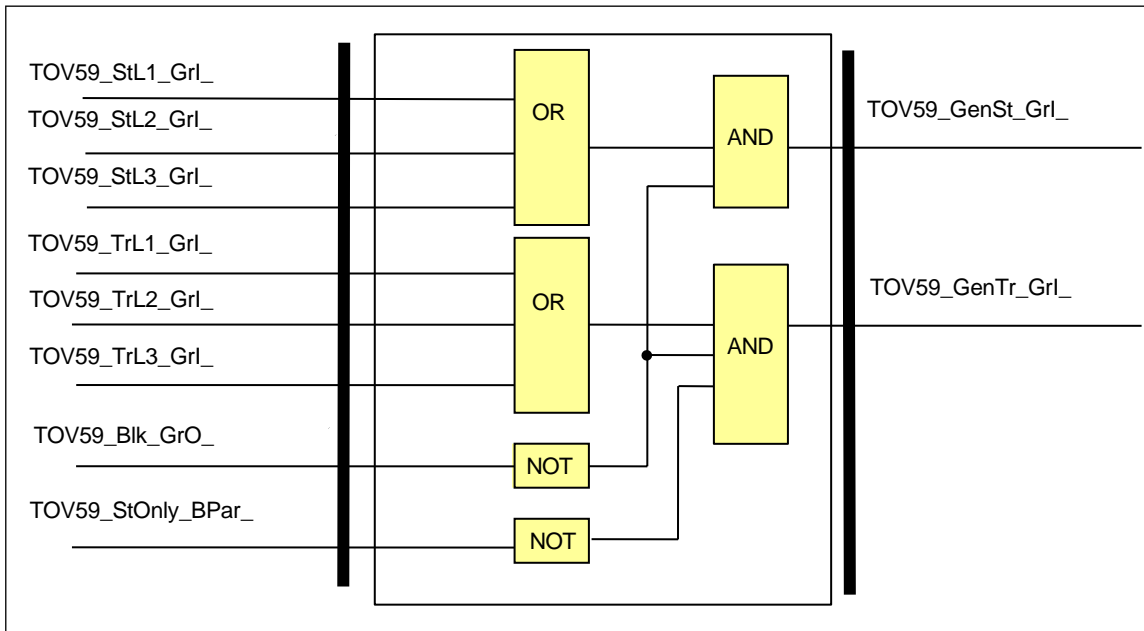 TOV59_StL1_GrI_
TOV59_StL2_GrI_
TOV59_StL3_GrI_
TOV59_TrL1_GrI_
TOV59_TrL2_GrI_
TOV59_TrL3_GrI_
TOV59_Blk_GrO_
TOV59_StOnly_BPar_
OR
OR
NOT
NOT
AND
AND
TOV59_GenSt_GrI_
TOV59_GenTr_GrI_